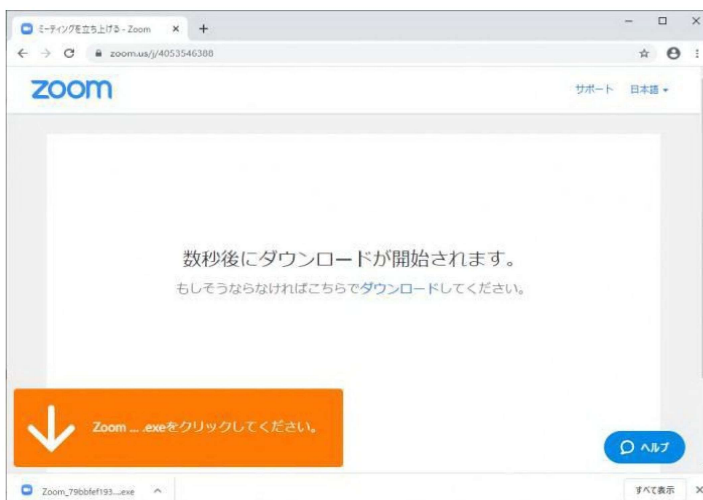 ミーティングを立ち上げる - Zoom
zoom.us/j/4053546388
zoom
サポート 日本語
数秒後にダウンロードが開始されます。
もしそうならなければこちらでダウンロードしてください。
Zoom ... .exeをクリックしてください。
ヘルプ
Zoom_79bbfef193....exe
すべて表示